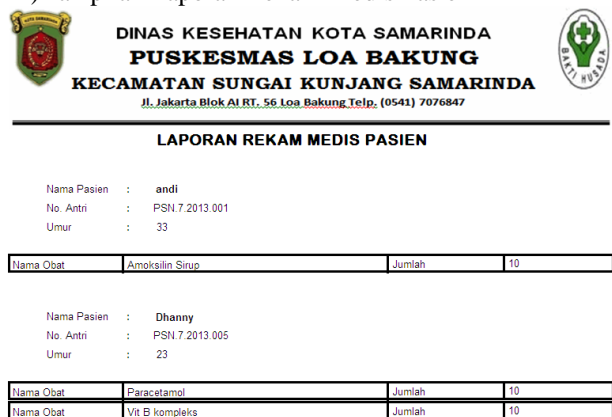 DINAS KESEHATAN KOTA SAMARINDA
PUSKESMAS LOA BAKUNG
KECAMATAN SUNGAI KUNJANG SAMARINDA
Jl. Jakarta Blok AI RT. 56 Loa Bakung Telp. (0541) 7076847
BAKTI HUSADA
LAPORAN REKAM MEDIS PASIEN
Nama Pasien : andi
No. Antri : PSN.7.2013.001
Umur : 33
Nama Obat Amoksilin Sirup Jumlah 10
Nama Pasien : Dhanny
No. Antri : PSN.7.2013.005
Umur : 23
Nama Obat Paracetamol Jumlah 10
Nama Obat Vit B kompleks Jumlah 10